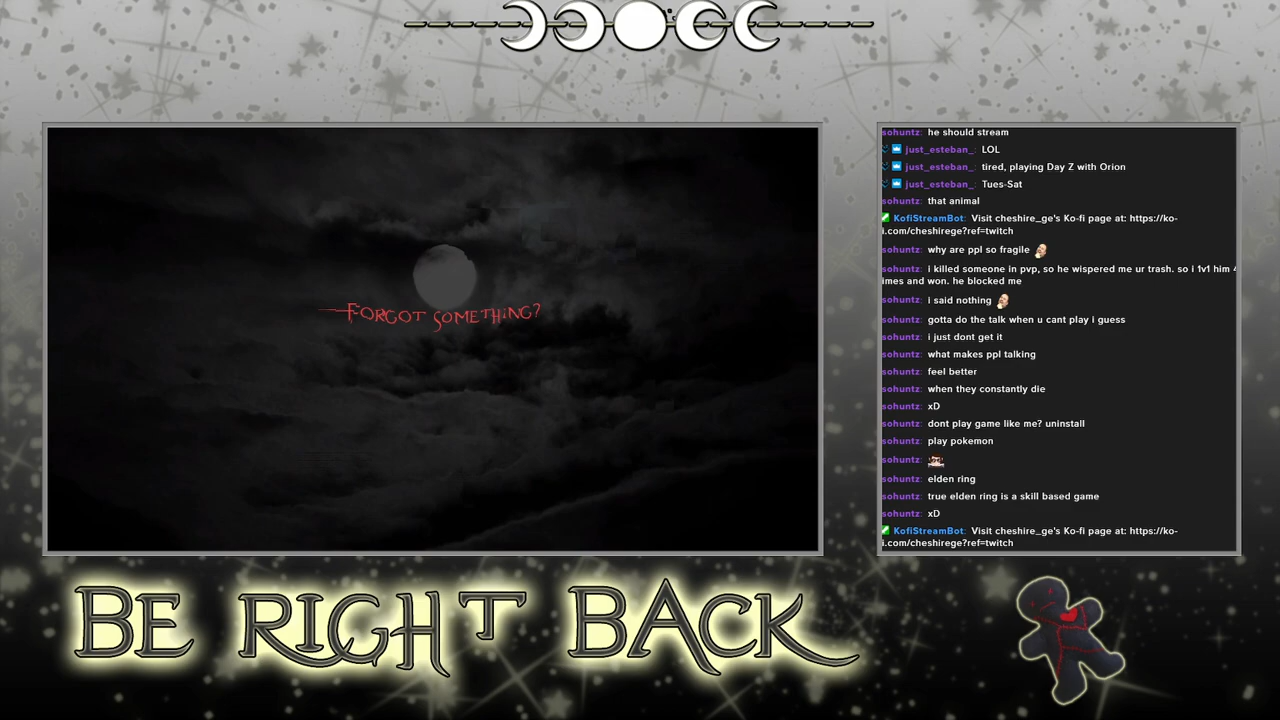 sohuntz: he should stream
just_esteban_: LOL
just_esteban_: tired, playing Day Z with Orion
just_esteban_: Tues-Sat
sohuntz: that animal
KofiStreamBot: Visit cheshire_ge's Ko-fi page at: https://ko-
i.com/cheshirege?ref=twitch
sohuntz: why are ppl so fragile
sohuntz: i killed someone in pvp, so he wispered me ur trash. so i 1v1 him 4
imes and won. he blocked me
sohuntz: i said nothing
sohuntz: gotta do the talk when u cant play i guess
sohuntz: i just dont get it
sohuntz: what makes ppl talking
sohuntz: feel better
sohuntz: when they constantly die
sohuntz: xD
sohuntz: dont play game like me? uninstall
sohuntz: play pokemon
sohuntz:
sohuntz: elden ring
sohuntz: true elden ring is a skill based game
sohuntz: xD
KofiStreamBot: Visit cheshire_ge's Ko-fi page at: https://ko-
i.com/cheshirege?ref=twitch
FORGOT SOMETHING?
BE RIGHT BACK